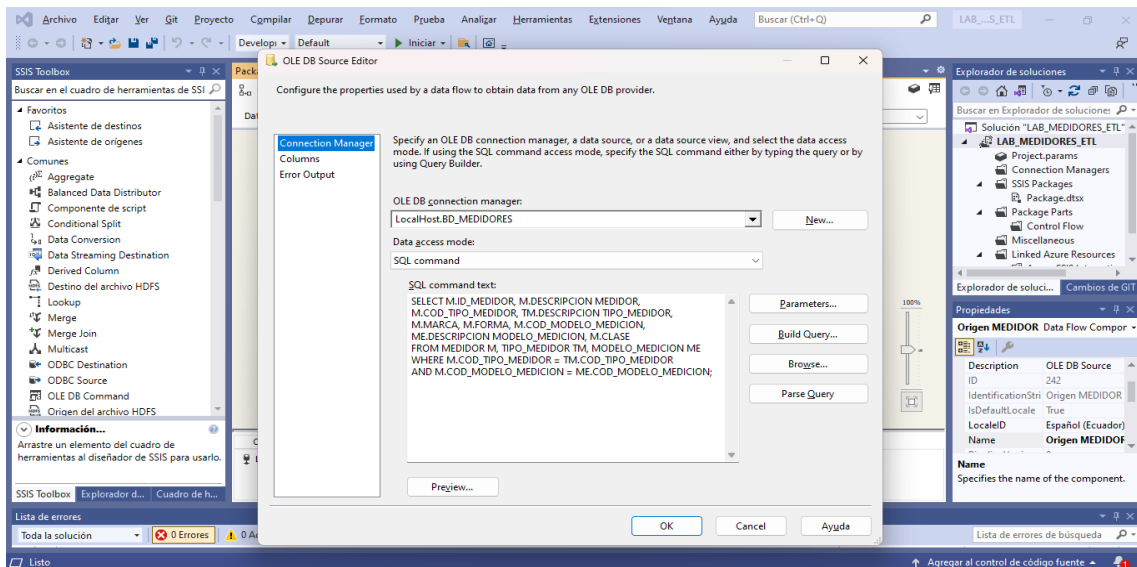 Archivo Editar Ver Git Proyecto Compilar Depurar Formato Prueba Analizar Herramientas Extensiones Ventana Ayuda Buscar (Ctrl+Q) LAB_...S_ETL
Default Iniciar
SSIS Toolbox
Buscar en el cuadro de herramientas de SSI
Favoritos
Asistente de destinos
Asistente de orígenes
Comunes
Aggregate
Balanced Data Distributor
Componente de script
Conditional Split
Data Conversion
Data Streaming Destination
Derived Column
Destino del archivo HDFS
Lookup
Merge
Merge Join
Multicast
ODBC Destination
ODBC Source
OLE DB Command
Origen del archivo HDFS
Información...
Arrastre un elemento del cuadro de
herramientas al diseñador de SSIS para usarlo.
SSIS Toolbox Explorador d... Cuadro de h...
OLE DB Source Editor
Configure the properties used by a data flow to obtain data from any OLE DB provider.
Connection Manager
Columns
Error Output
Specify an OLE DB connection manager, a data source, or a data source view, and select the data access
mode. If using the SQL command access mode, specify the SQL command either by typing the query or by
using Query Builder.
OLE DB connection manager:
LocalHost.BD_MEDIDORES New...
Data access mode:
SQL command
SQL command text:
SELECT M.ID_MEDIDOR, M.DESCRIPCION MEDIDOR,
M.COD_TIPO_MEDIDOR, TM.DESCRIPCION TIPO_MEDIDOR,
M.MARCA, M.FORMA, M.COD_MODELO_MEDICION,
ME.DESCRIPCION MODELO_MEDICION, M.CLASE
FROM MEDIDOR M, TIPO_MEDIDOR TM, MODELO_MEDICION ME
WHERE M.COD_TIPO_MEDIDOR = TM.COD_TIPO_MEDIDOR
AND M.COD_MODELO_MEDICION = ME.COD_MODELO_MEDICION;
Parameters...
Build Query...
Browse...
Parse Query
Preview...
OK Cancel Ayuda
100%
Explorador de soluciones
Buscar en Explorador de soluciones
Solución "LAB_MEDIDORES_ETL"
LAB_MEDIDORES_ETL
Project.params
Connection Managers
SSIS Packages
Package.dtsx
Package Parts
Control Flow
Miscellaneous
Linked Azure Resources
Explorador de soluci... Cambios de GIT
Propiedades
Origen MEDIDOR Data Flow Compor
Description OLE DB Source
ID 242
IdentificationStri Origen MEDIDOR
IsDefaultLocale True
LocaleID Español (Ecuador)
Name Origen MEDIDOR
Name
Specifies the name of the component.
Lista de errores
Toda la solución 0 Errores Lista de errores de búsqueda
Listo Agregar al control de código fuente